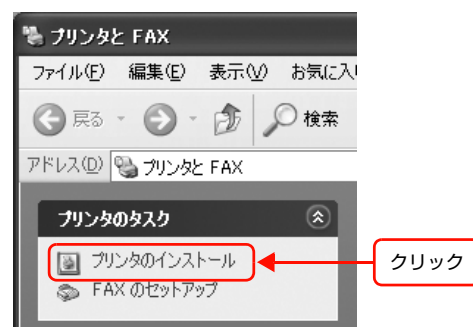 プリンタと FAX
ファイル(F) 編集(E) 表示(V) お気に入
戻る 検索
アドレス(D) プリンタと FAX
プリンタのタスク
プリンタのインストール
クリック
FAX のセットアップ